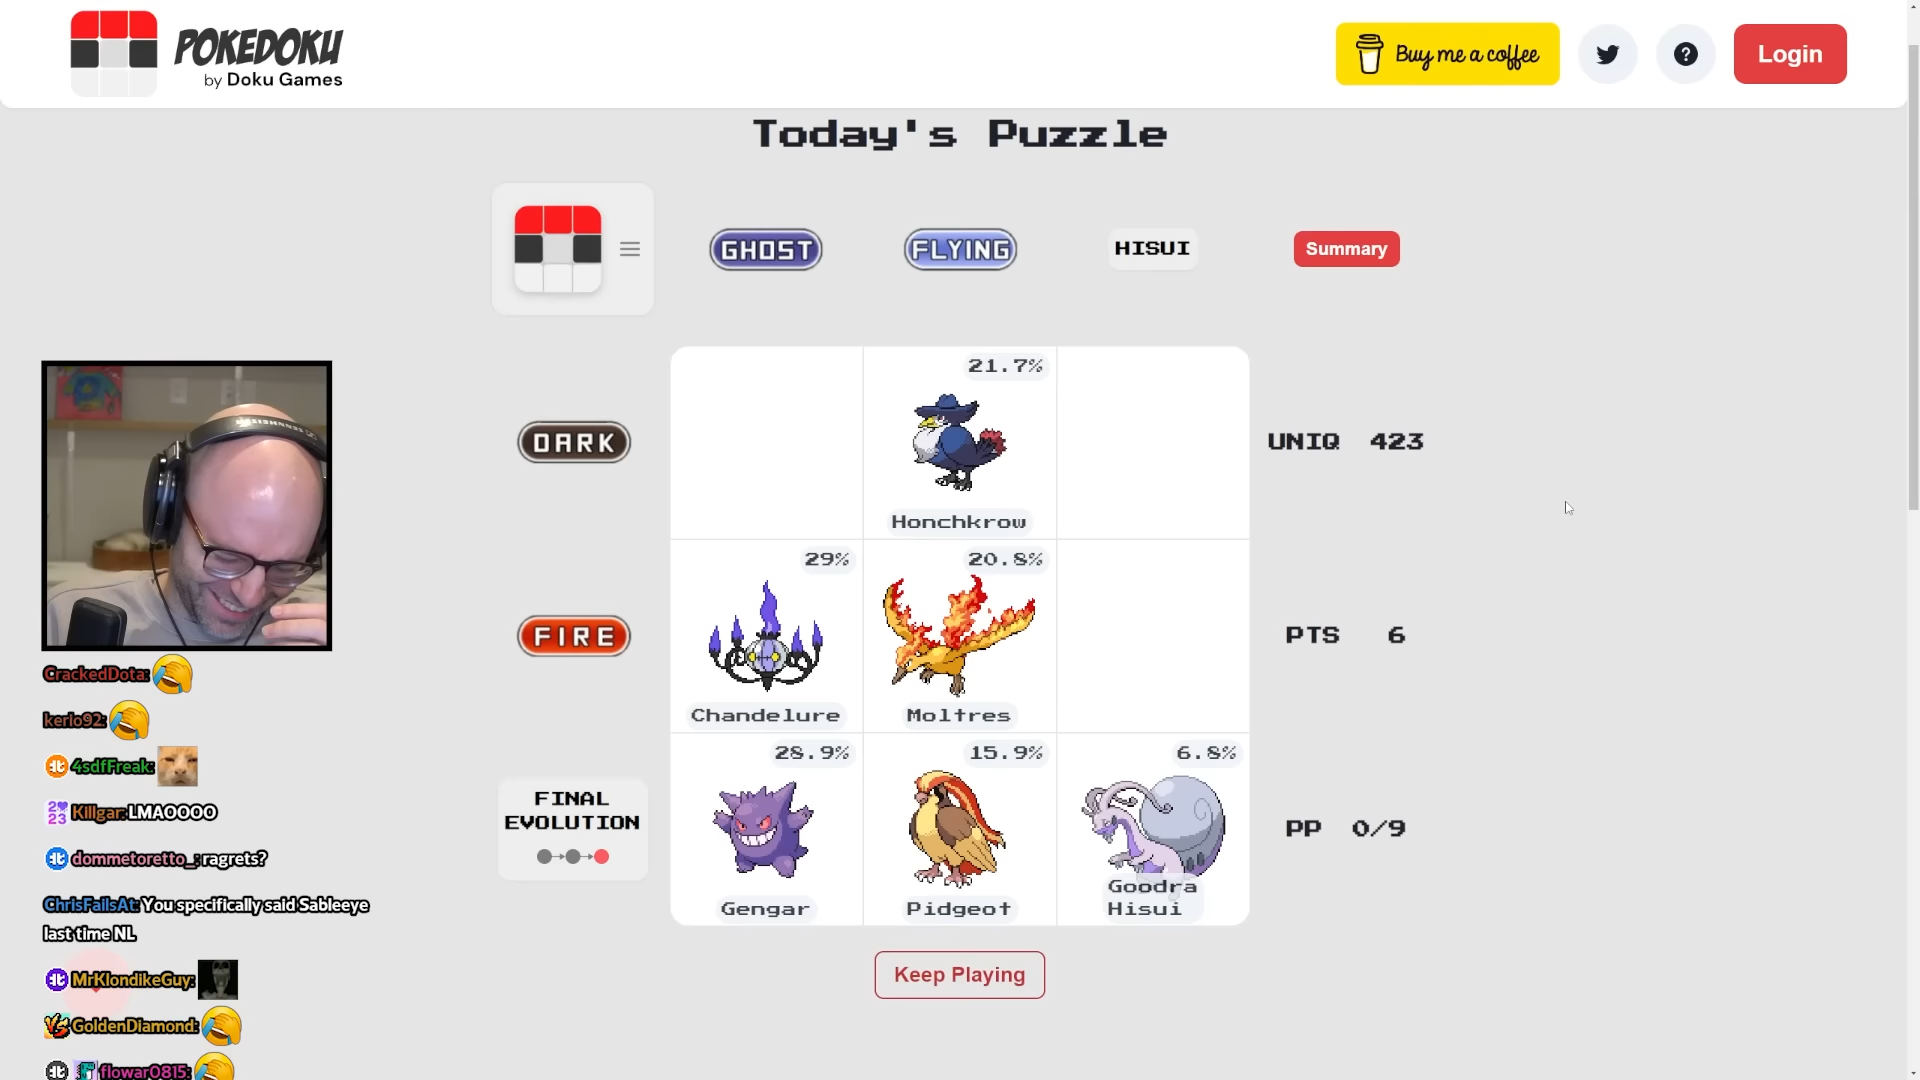 POKEDOKU
by Doku Games
Buy me a coffee
?
Login
Today's Puzzle
GHOST
FLYING
HISUI
Summary
DARK
21.7%
Honchkrow
UNIQ 423
FIRE
29%
Chandelure
20.8%
Moltres
PTS 6
FINAL
EVOLUTION
28.9%
Gengar
15.9%
Pidgeot
6.8%
Goodra
Hisui
PP 0/9
Keep Playing
SENNHEISER
CrackedDota:
kerlo92:
4sdfFreak:
2023 Killgar: LMAOOOO
dommetoretto_: ragrets?
ChrisFailsAt: You specifically said Sableeye
last time NL
MrKlondikeGuy:
GoldenDiamond:
flowar0815: